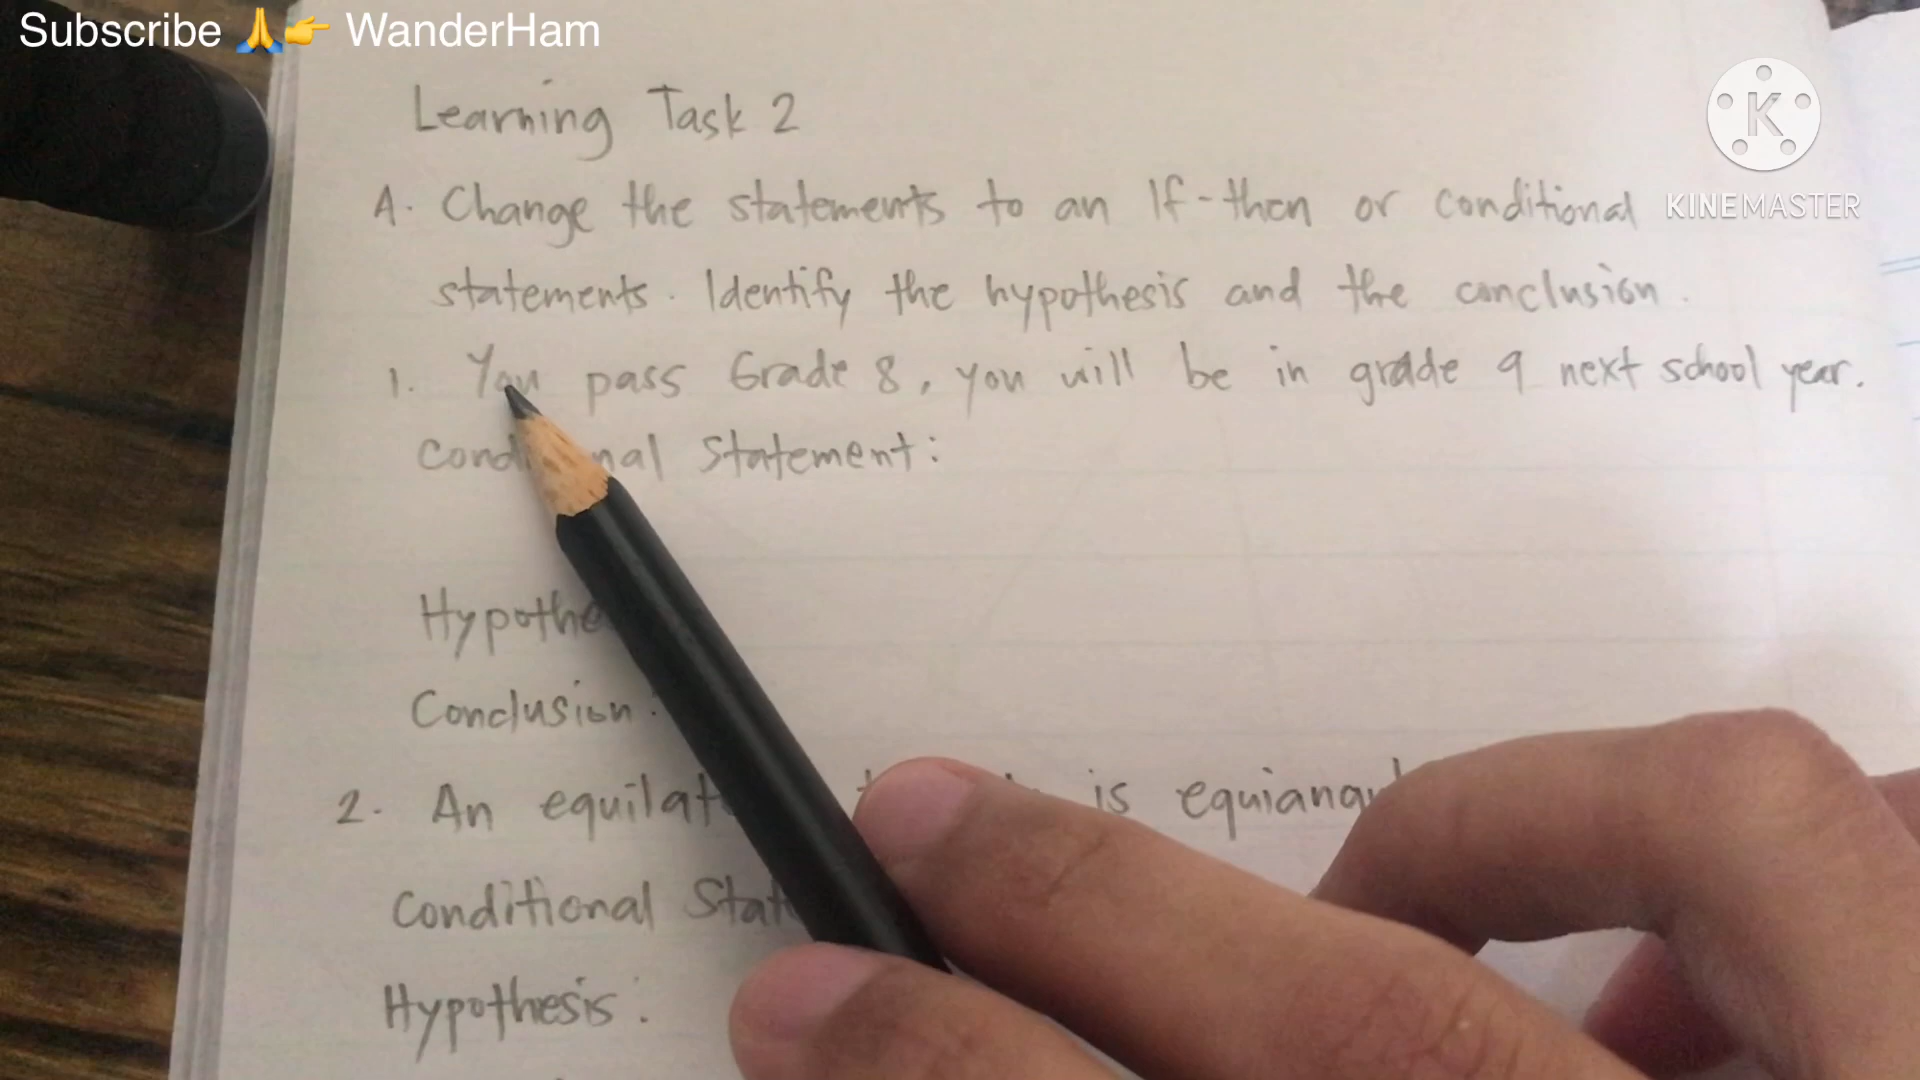 Subscribe 🙏👉 WanderHam
K
KINEMASTER
Learning Task 2
A. Change the statements to an If-then or conditional
statements. Identify the hypothesis and the conclusion.
1. You pass Grade 8, you will be in grade 9 next school year.
Statement:
Conclusion:
2. An is
Conditional
Hypothesis: